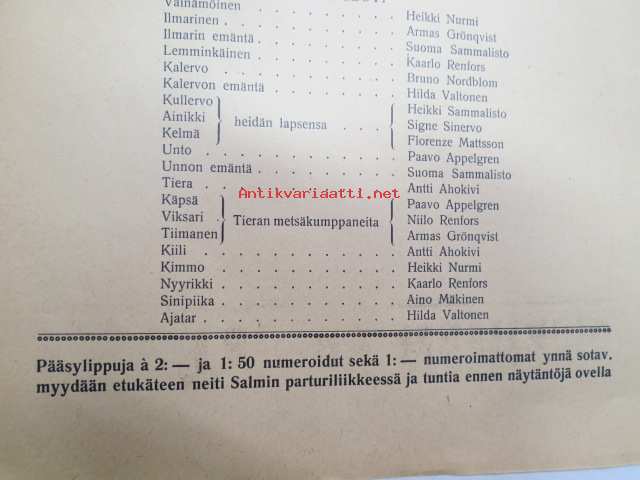 Väinämöinen . . . . . . . . Heikki Nurmi
Ilmarinen . . . . . . . . Armas Grönqvist
Ilmarin emäntä . . . . . . . Suoma Sammalisto
Lemminkäinen . . . . . . . Kaarlo Renfors
Kalervo . . . . . . . . . Bruno Nordblom
Kalervon emäntä . . . . . . . Hilda Valtonen
Kullervo Heikki Sammalisto
Ainikki heidän lapsensa . . . Signe Sinervo
Kelmä Florenze Mattsson
Unto . . . . . . . . . Paavo Appelgren
Unnon emäntä . . . . . . . Suoma Sammalisto
Tiera . . . . . . . . . Antti Ahokivi
Antikvariaatti.net
Käpsä Paavo Appelgren
Viksari . Tieran metsäkumppaneita Niilo Renfors
Tiimanen Armas Grönqvist
Kiili . . . . . . . . . Antti Ahokivi
Kimmo . . . . . . . . . Heikki Nurmi
Nyyrikki . . . . . . . . Kaarlo Renfors
Sinipiika . . . . . . . . Aino Mäkinen
Ajatar . . . . . . . . . Hilda Valtonen
Pääsylippuja à 2: — ja 1: 50 numeroidut sekä 1: — numeroimattomat ynnä sotav.
myydään etukäteen neiti Salmin parturiliikkeessä ja tuntia ennen näytäntöjä ovella